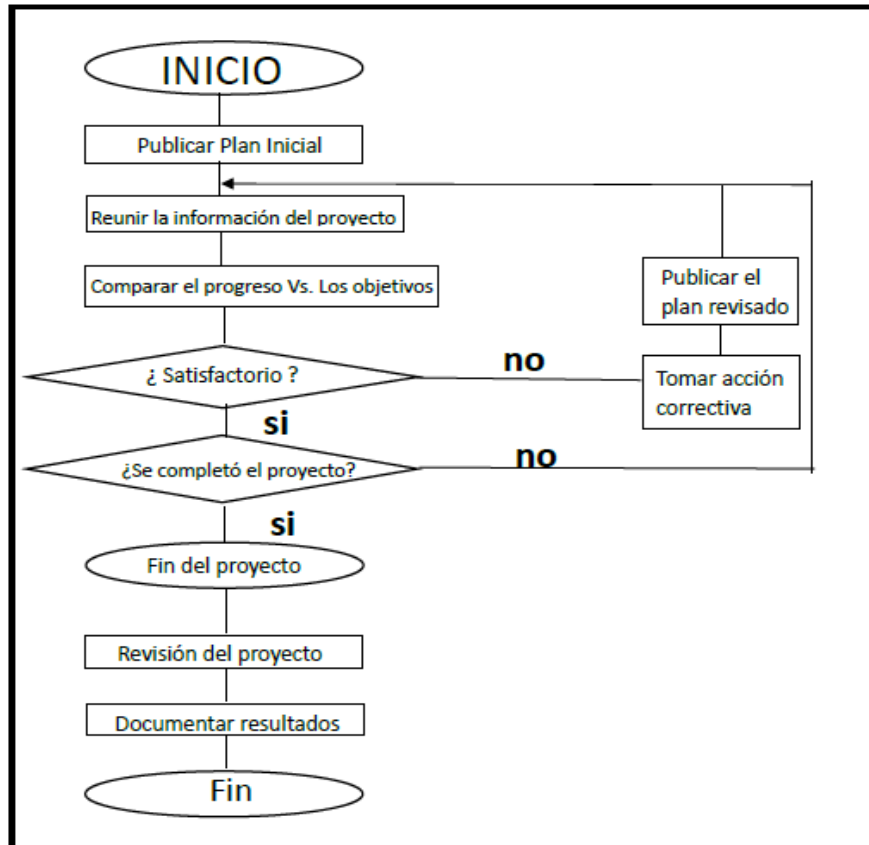 INICIO
Publicar Plan Inicial
Reunir la información del proyecto
Comparar el progreso Vs. Los objetivos
Publicar el
plan revisado
¿ Satisfactorio ?
no
Tomar acción
correctiva
si
¿Se completó el proyecto?
no
si
Fin del proyecto
Revisión del proyecto
Documentar resultados
Fin